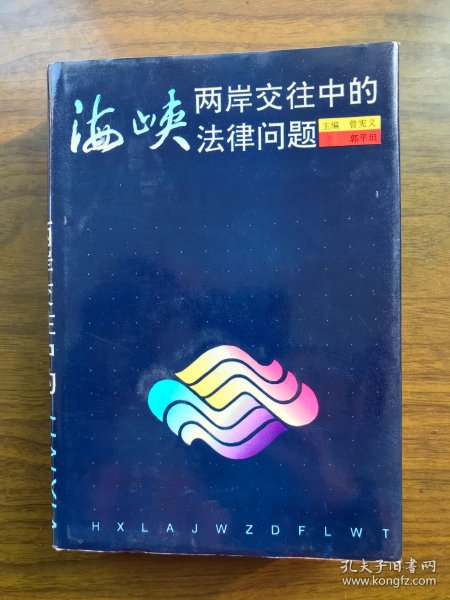 海峡
两岸交往中的
法律问题
主编 曾宪义
郭平坦
HXLAJWZDFLWT
孔夫子旧书网
www.kongfz.com